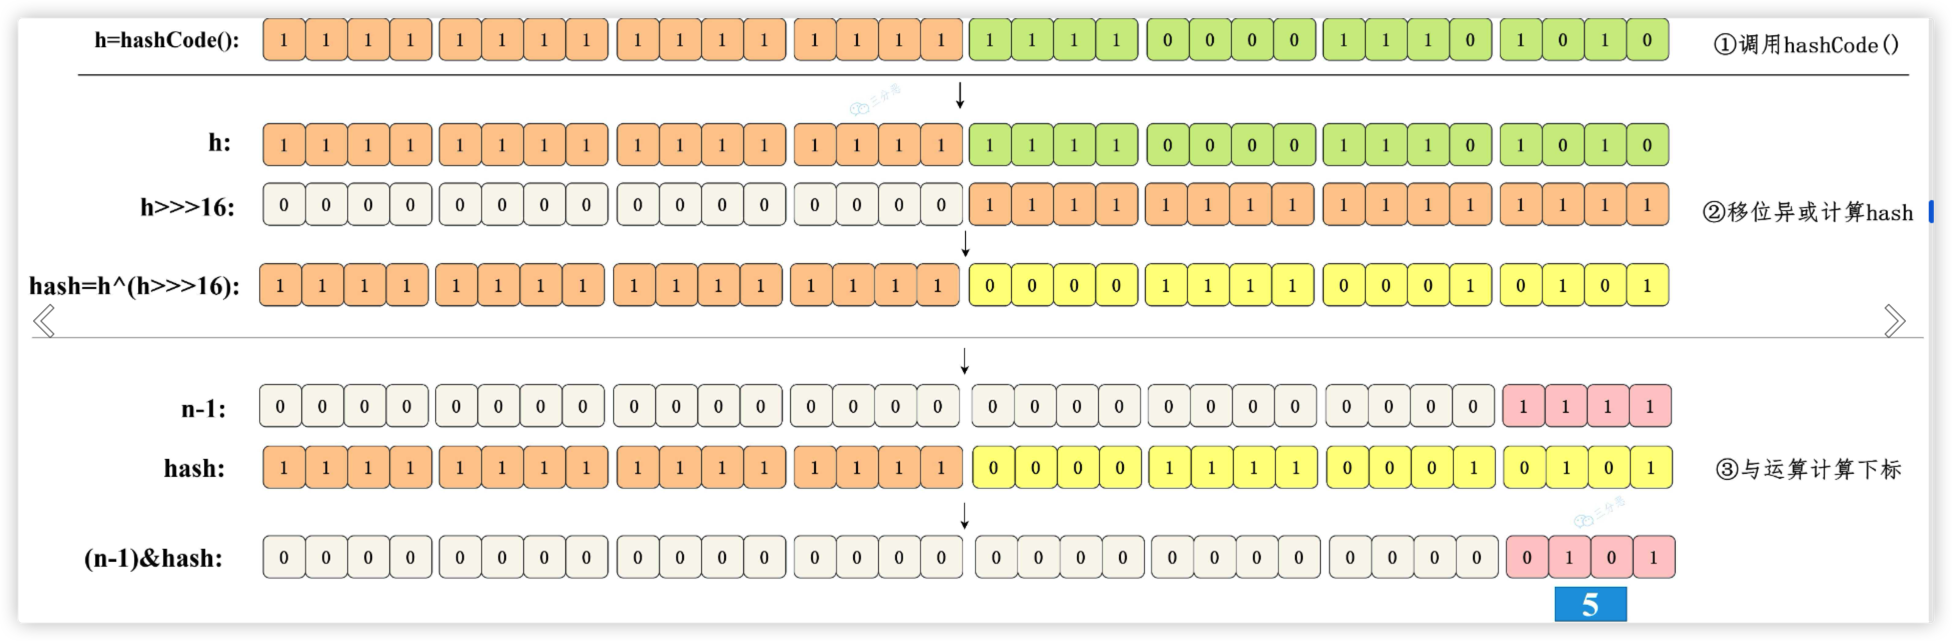 h=hashCode(): 1 1 1 1 1 1 1 1 1 1 1 1 1 1 1 1 1 1 1 1 0 0 0 0 1 1 1 0 1 0 1 0 ①调用hashCode()
三分恶
h: 1 1 1 1 1 1 1 1 1 1 1 1 1 1 1 1 1 1 1 1 0 0 0 0 1 1 1 0 1 0 1 0
h>>>16: 0 0 0 0 0 0 0 0 0 0 0 0 0 0 0 0 1 1 1 1 1 1 1 1 1 1 1 1 1 1 1 1 ②移位异或计算hash
hash=h^(h>>>16): 1 1 1 1 1 1 1 1 1 1 1 1 1 1 1 1 0 0 0 0 1 1 1 1 0 0 0 1 0 1 0 1
n-1: 0 0 0 0 0 0 0 0 0 0 0 0 0 0 0 0 0 0 0 0 0 0 0 0 0 0 0 0 1 1 1 1
hash: 1 1 1 1 1 1 1 1 1 1 1 1 1 1 1 1 0 0 0 0 1 1 1 1 0 0 0 1 0 1 0 1 ③与运算计算下标
三分恶
(n-1)&hash: 0 0 0 0 0 0 0 0 0 0 0 0 0 0 0 0 0 0 0 0 0 0 0 0 0 0 0 0 0 1 0 1
5